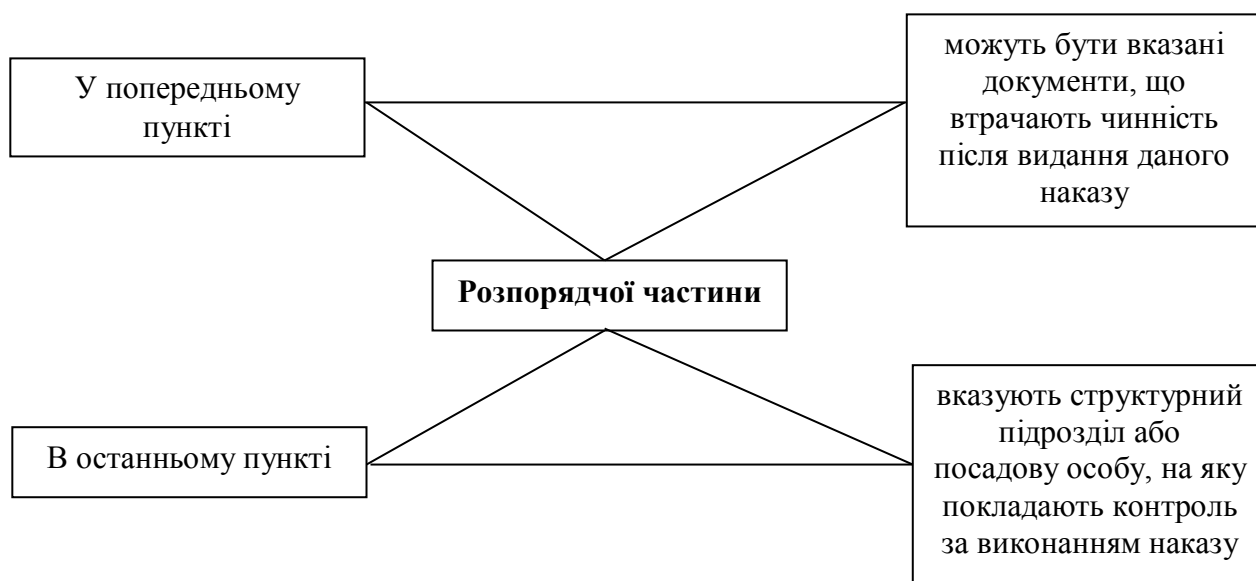 У попередньому
пункті
можуть бути вказані
документи, що
втрачають чинність
після видання даного
наказу
Розпорядчої частини
В останньому пункті
вказують структурний
підрозділ або
посадову особу, на яку
покладають контроль
за виконанням наказу